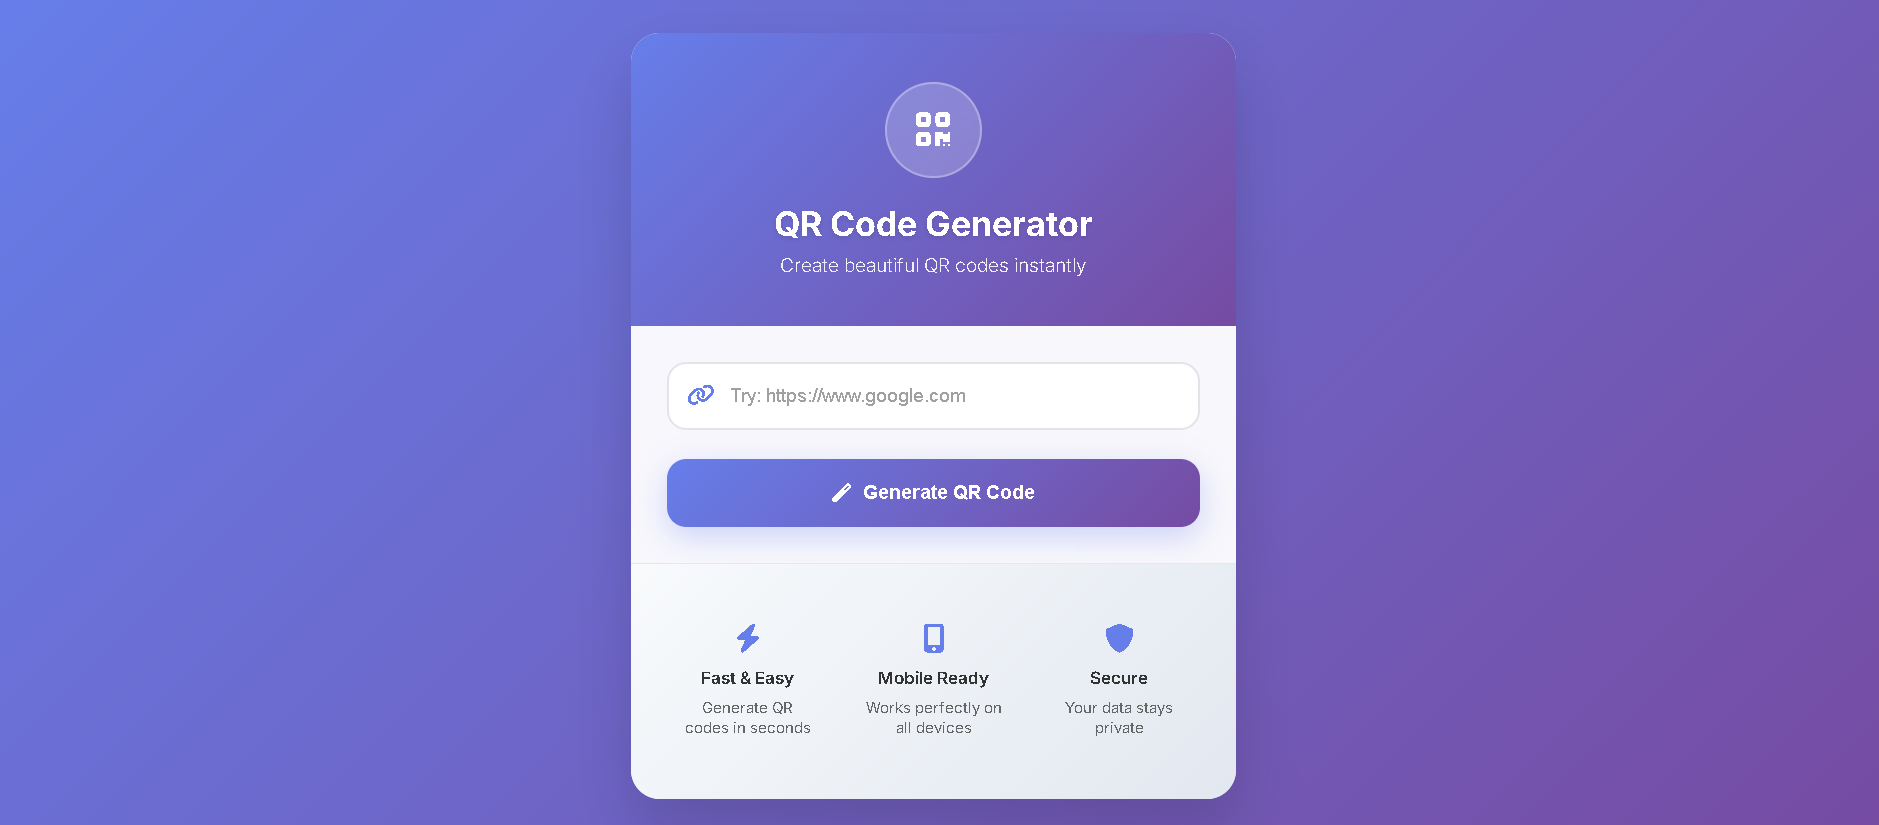 QR Code Generator
Create beautiful QR codes instantly
Try: https://www.google.com
Generate QR Code
Fast & Easy
Generate QR
codes in seconds
Mobile Ready
Works perfectly on
all devices
Secure
Your data stays
private